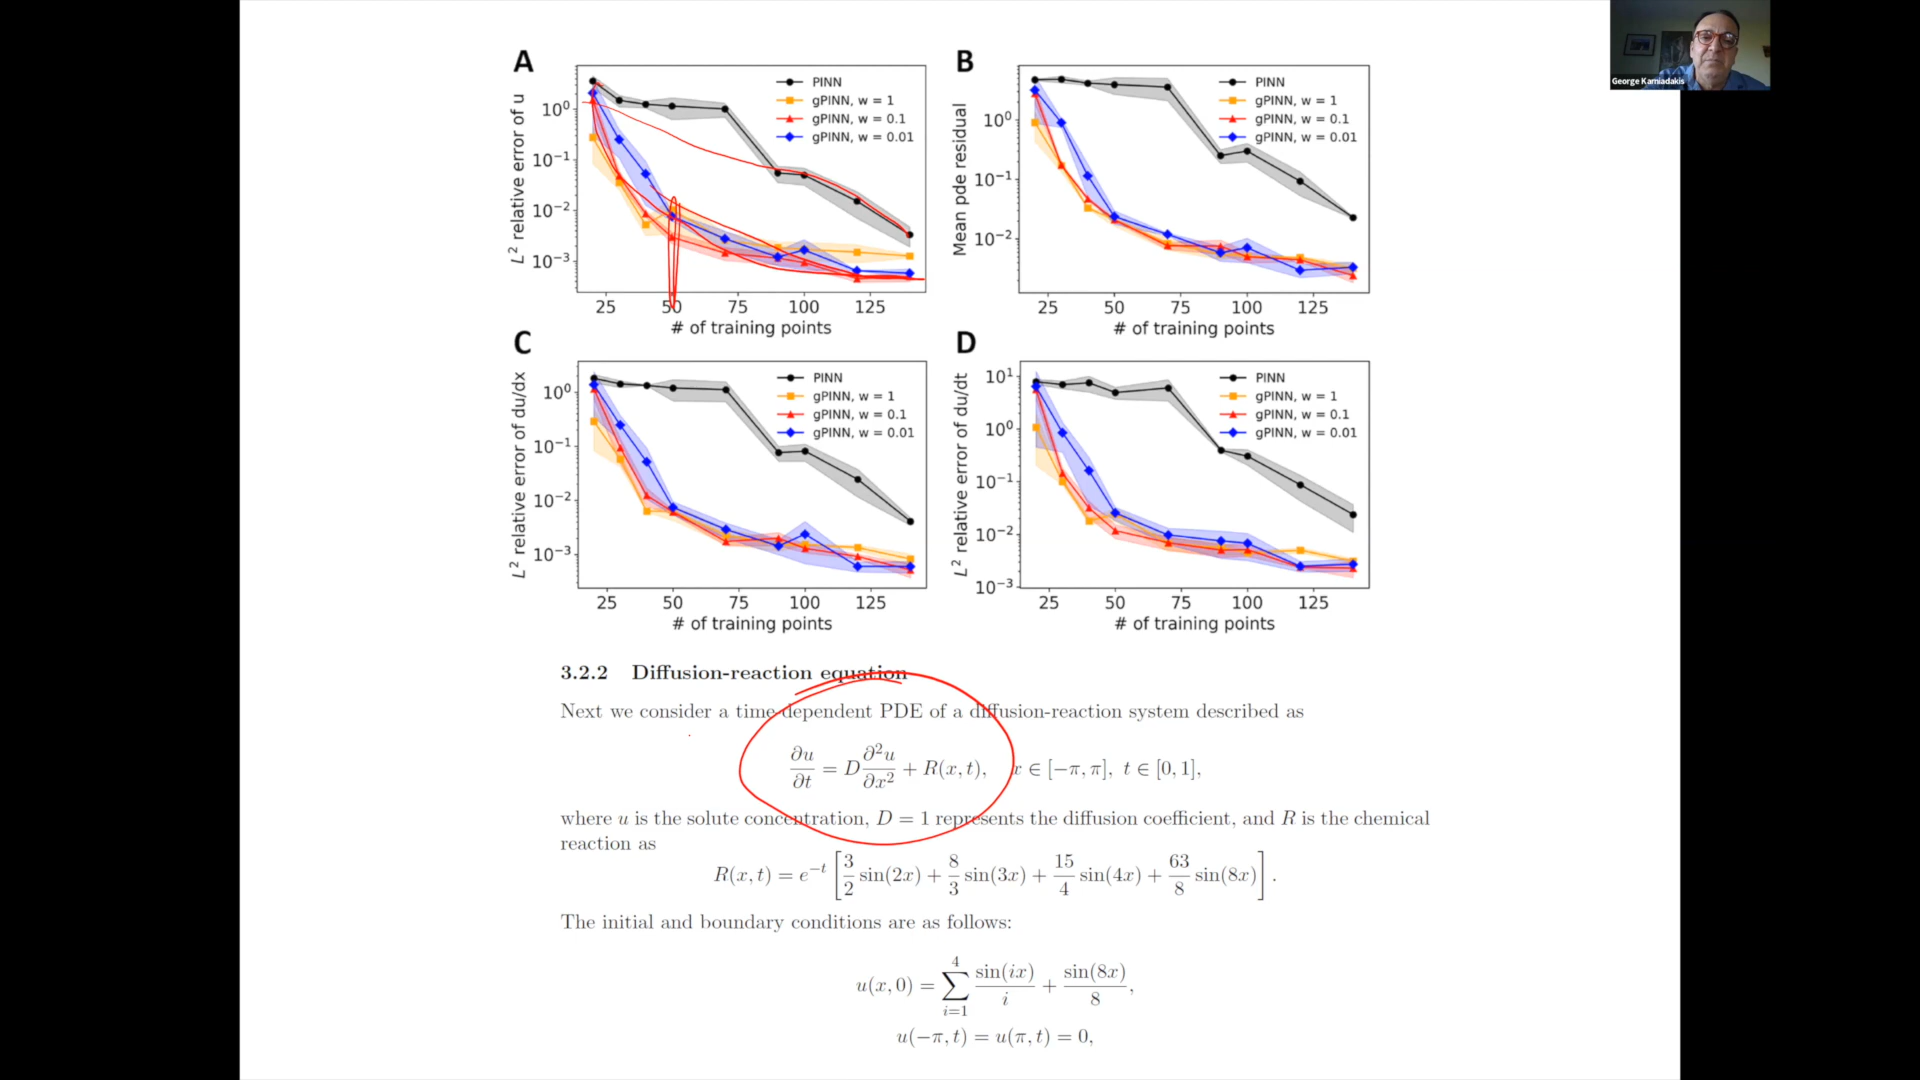 George Karniadakis
A
L² relative error of u
10⁰
10⁻¹
10⁻²
10⁻³
PINN
gPINN, w = 1
gPINN, w = 0.1
gPINN, w = 0.01
25 50 75 100 125
# of training points
B
Mean pde residual
10⁰
10⁻¹
10⁻²
PINN
gPINN, w = 1
gPINN, w = 0.1
gPINN, w = 0.01
25 50 75 100 125
# of training points
C
L² relative error of du/dx
10⁰
10⁻¹
10⁻²
10⁻³
PINN
gPINN, w = 1
gPINN, w = 0.1
gPINN, w = 0.01
25 50 75 100 125
# of training points
D
L² relative error of du/dt
10¹
10⁰
10⁻¹
10⁻²
10⁻³
PINN
gPINN, w = 1
gPINN, w = 0.1
gPINN, w = 0.01
25 50 75 100 125
# of training points
3.2.2 Diffusion-reaction equation
Next we consider a time-dependent PDE of a diffusion-reaction system described as
∂u/∂t = D ∂²u/∂x² + R(x, t), x ∈ [−π, π], t ∈ [0, 1],
where u is the solute concentration, D = 1 represents the diffusion coefficient, and R is the chemical
reaction as
R(x, t) = e⁻ᵗ [3/2 sin(2x) + 8/3 sin(3x) + 15/4 sin(4x) + 63/8 sin(8x)].
The initial and boundary conditions are as follows:
u(x, 0) = ∑_{i=1}^{4} sin(ix)/i + sin(8x)/8,
u(−π, t) = u(π, t) = 0,